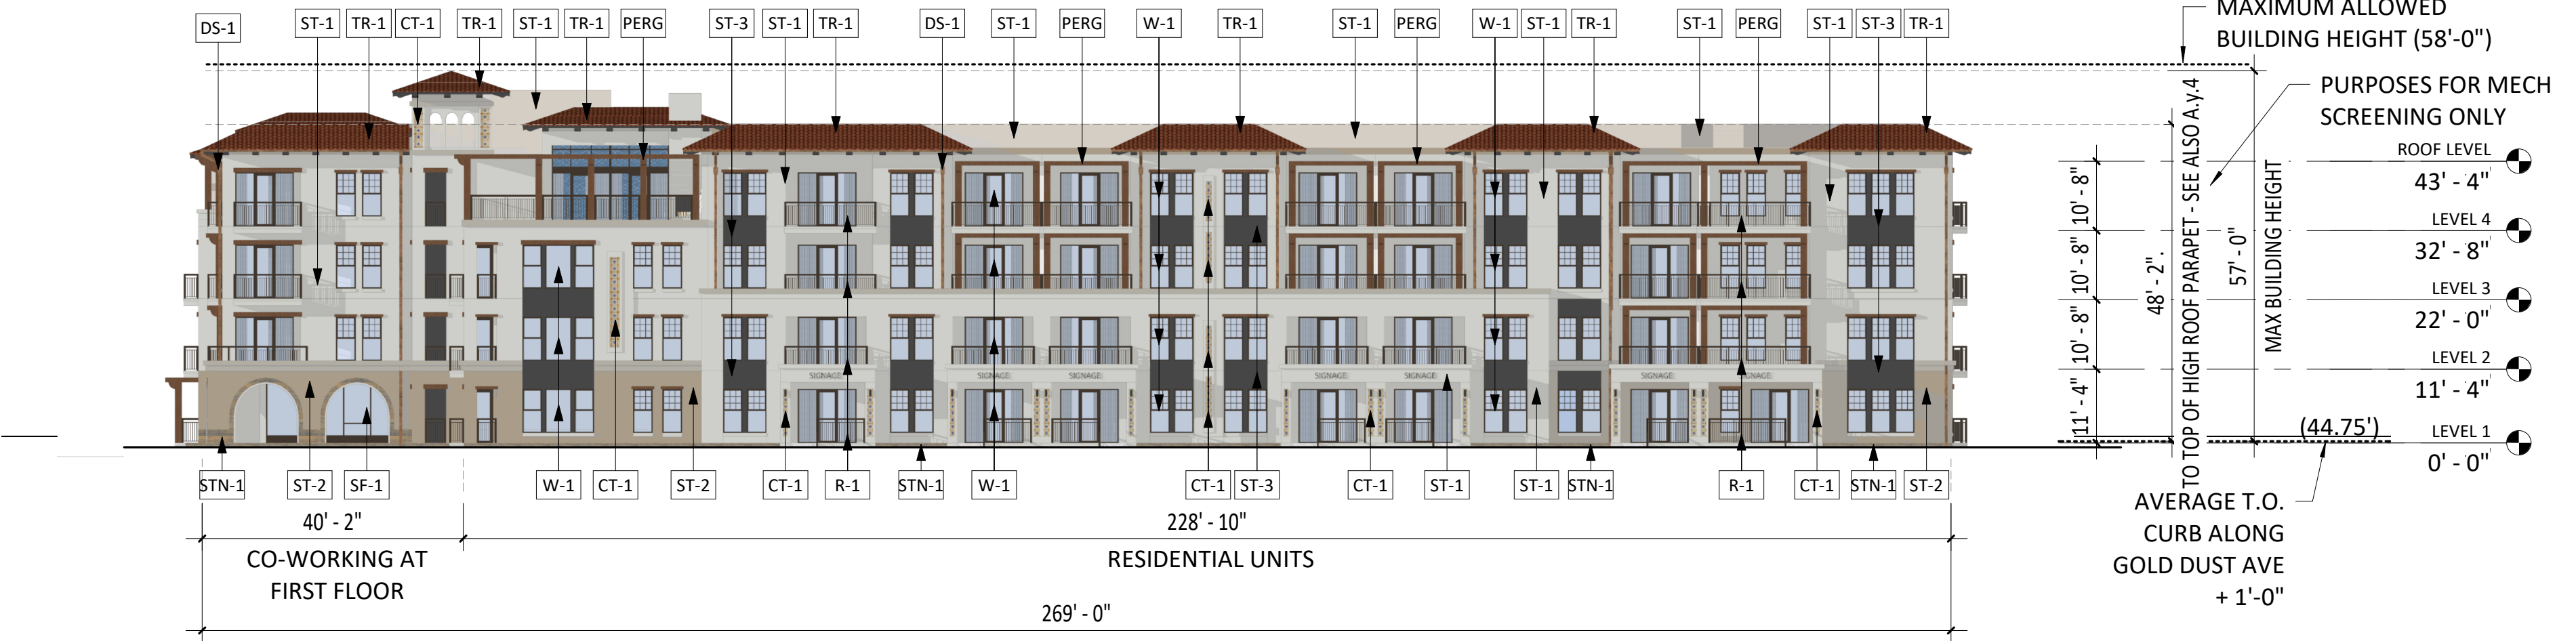 MAXIMUM ALLOWED
BUILDING HEIGHT (58'-0")
DS-1 ST-1 TR-1 CT-1 TR-1 ST-1 TR-1 PERG ST-3 ST-1 TR-1 DS-1 ST-1 PERG W-1 TR-1 ST-1 PERG W-1 ST-1 TR-1 ST-1 PERG ST-1 ST-3 TR-1
PURPOSES FOR MECH
SCREENING ONLY
ROOF LEVEL
43' - 4"
LEVEL 4
32' - 8"
LEVEL 3
22' - 0"
LEVEL 2
11' - 4"
LEVEL 1
0' - 0"
10' - 8"
10' - 8"
10' - 8"
11' - 4"
48' - 2".
TO TOP OF HIGH ROOF PARAPET - SEE ALSO A.y.4
57' - 0"
MAX BUILDING HEIGHT
(44.75')
SIGNAGE SIGNAGE SIGNAGE SIGNAGE SIGNAGE SIGNAGE SIGNAGE
STN-1 ST-2 SF-1 W-1 CT-1 ST-2 CT-1 R-1 STN-1 W-1 CT-1 ST-3 CT-1 ST-1 ST-1 STN-1 R-1 CT-1 STN-1 ST-2
AVERAGE T.O.
CURB ALONG
GOLD DUST AVE
+ 1'-0"
40' - 2"
228' - 10"
CO-WORKING AT
FIRST FLOOR
RESIDENTIAL UNITS
269' - 0"